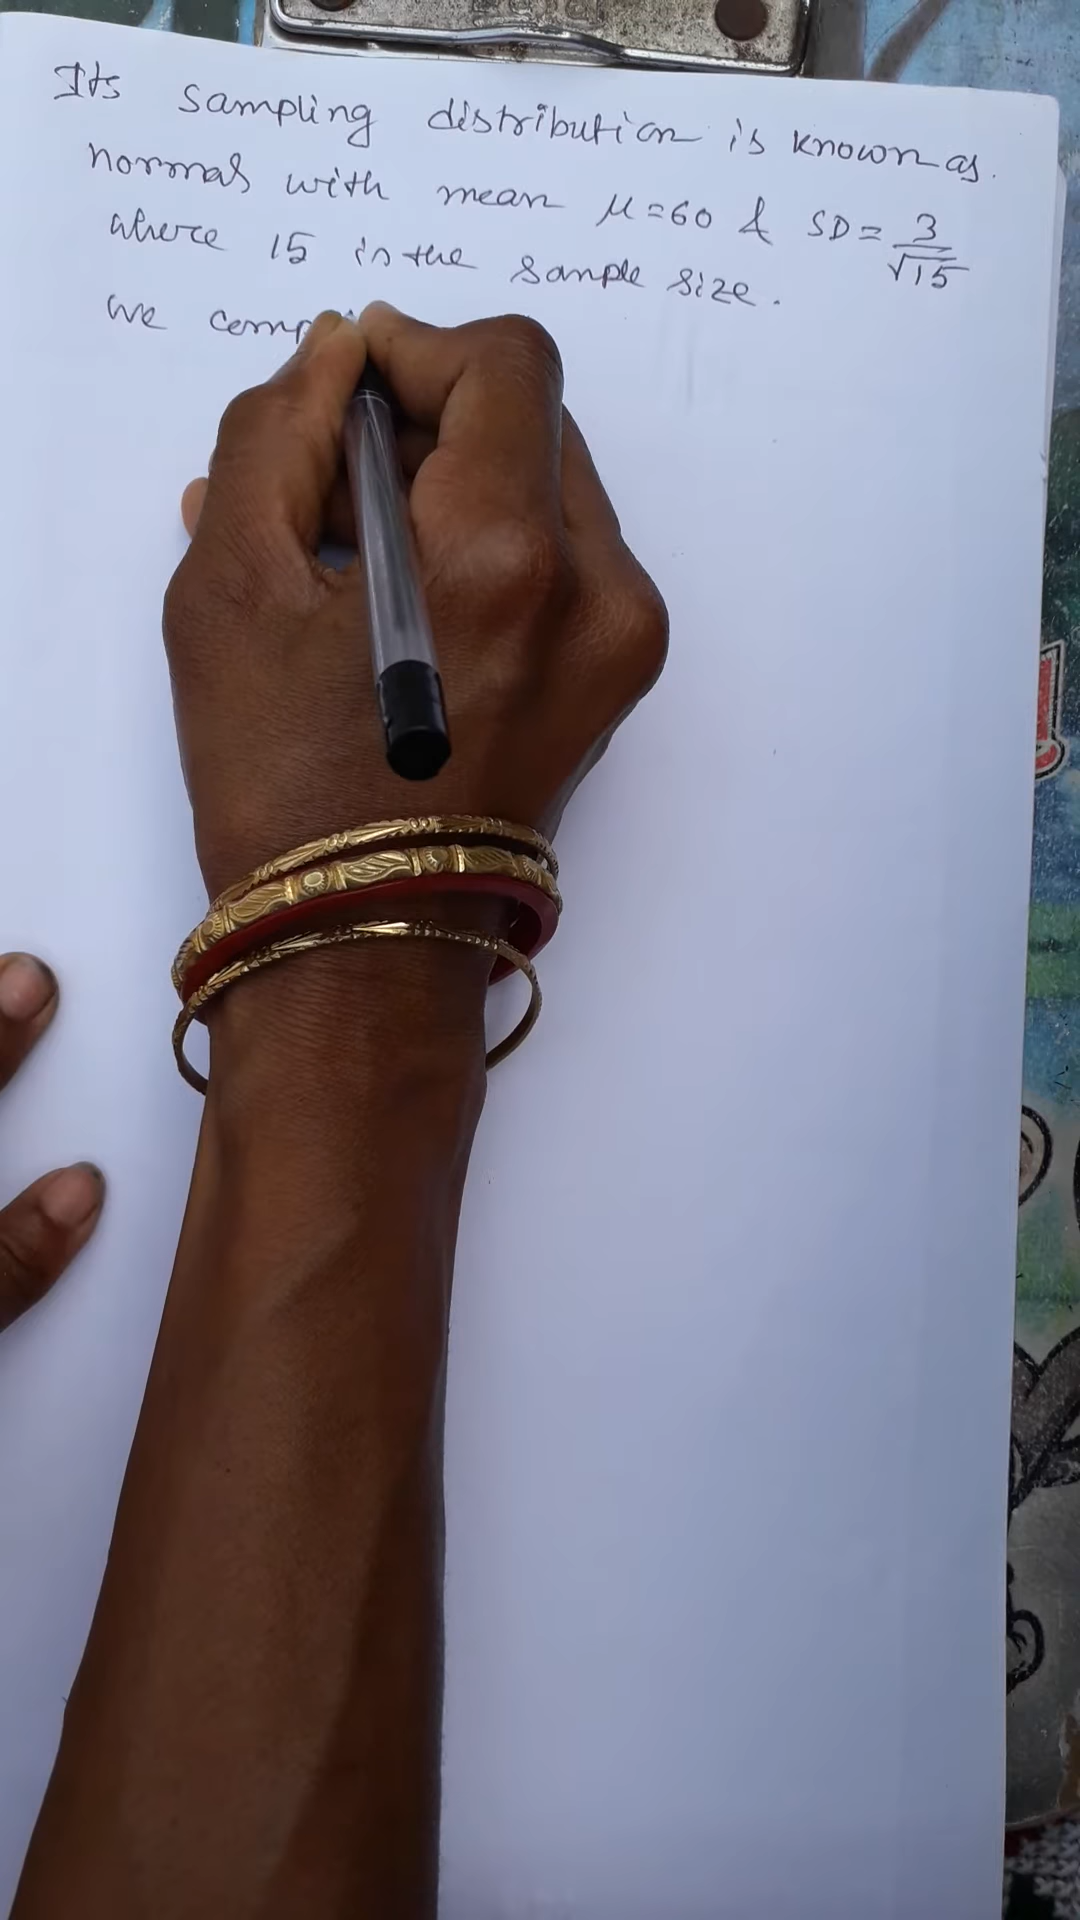 Its sampling distribution is known as.
normal with mean μ=60 & SD= 3/√15
where 15 is the sample size.
we comp